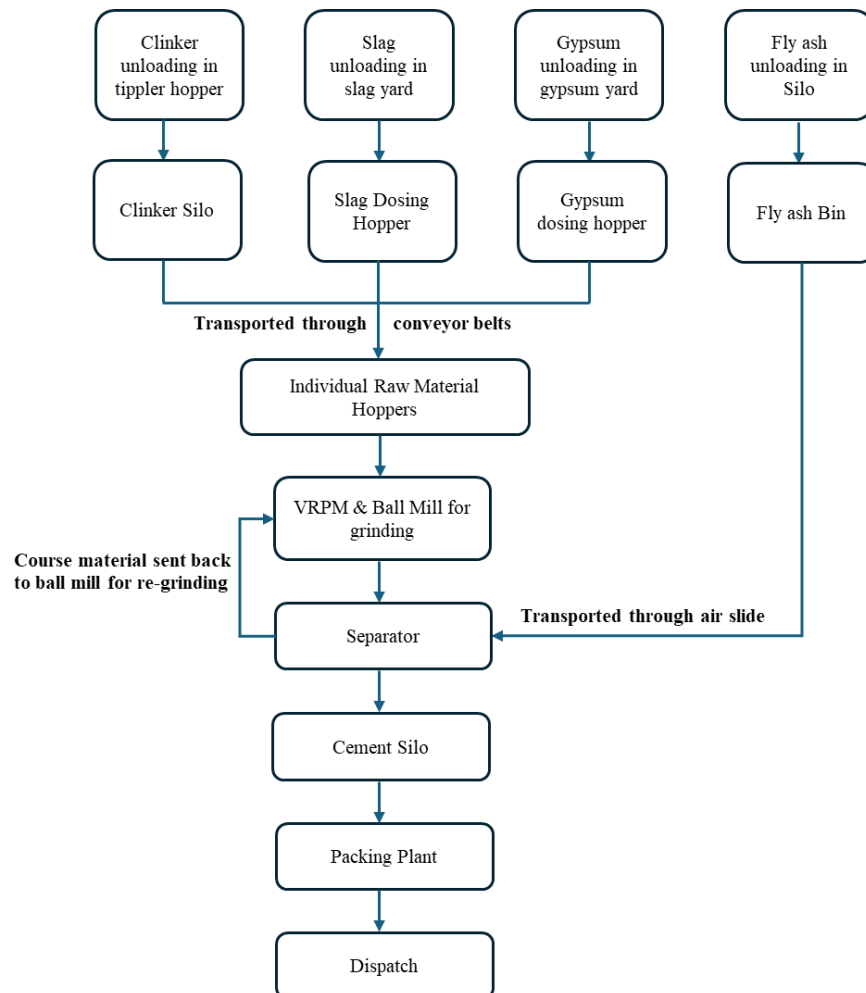 Clinker
unloading in
tippler hopper
Slag
unloading in
slag yard
Gypsum
unloading in
gypsum yard
Fly ash
unloading in
Silo
Clinker Silo
Slag Dosing
Hopper
Gypsum
dosing hopper
Fly ash Bin
Transported through conveyor belts
Individual Raw Material
Hoppers
VRPM & Ball Mill for
grinding
Course material sent back
to ball mill for re-grinding
Transported through air slide
Separator
Cement Silo
Packing Plant
Dispatch